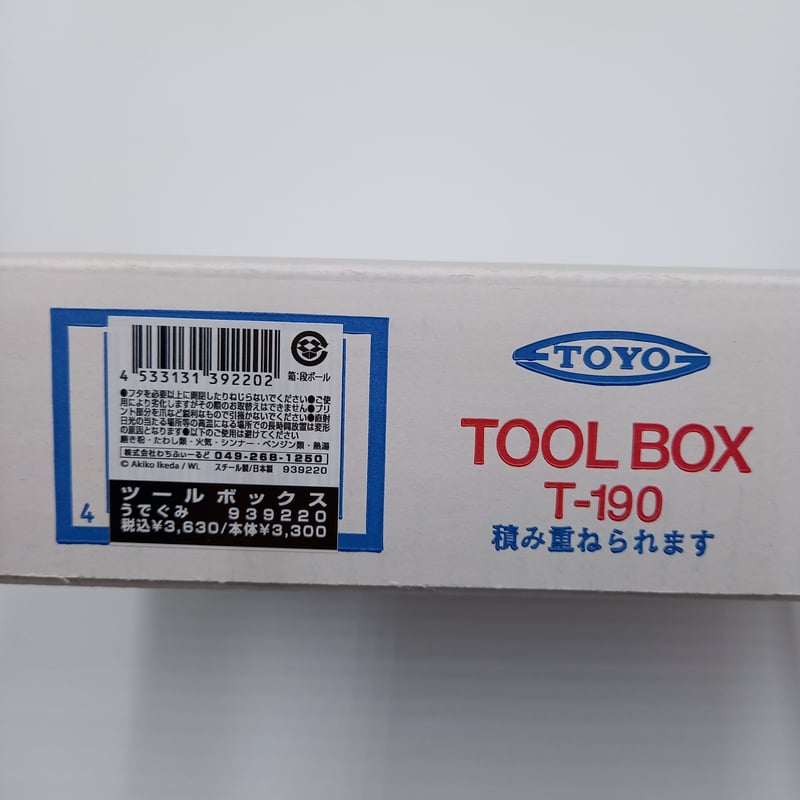 4 533131 392202
箱:段ボール
●フタを必要以上に開閉したりねじらないでください●ご使
用により劣化しますがその際のお取替えはできません●プリ
ント部分を爪など鋭利なもので引掻かないでください●直射
日光の当たる場所等の高温になる場所での長時間放置は変形
の原因となります●以下のご使用は避けてください
磨き粉・たわし類・火気・シンナー・ベンジン類・熱湯
株式会社わちふぃーるど 049-266-1250
© Akiko Ikeda / W.I. スチール製/日本製 939220
ツールボックス
うでぐみ 939220
税込¥3,630/本体¥3,300
4
TOYO
TOOL BOX
T-190
積み重ねられます